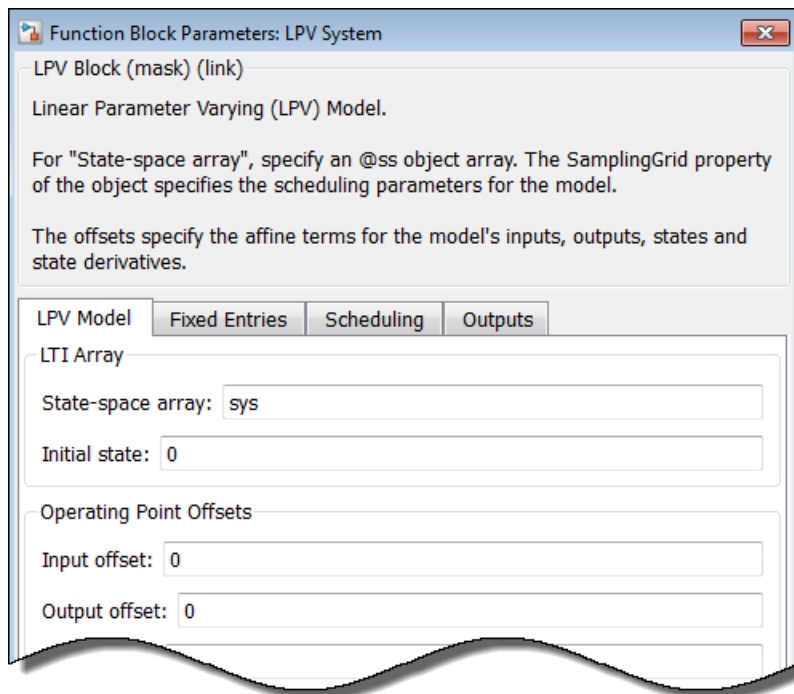 Function Block Parameters: LPV System
LPV Block (mask) (link)
Linear Parameter Varying (LPV) Model.
For "State-space array", specify an @ss object array. The SamplingGrid property
of the object specifies the scheduling parameters for the model.
The offsets specify the affine terms for the model's inputs, outputs, states and
state derivatives.
LPV Model Fixed Entries Scheduling Outputs
LTI Array
State-space array: sys
Initial state: 0
Operating Point Offsets
Input offset: 0
Output offset: 0